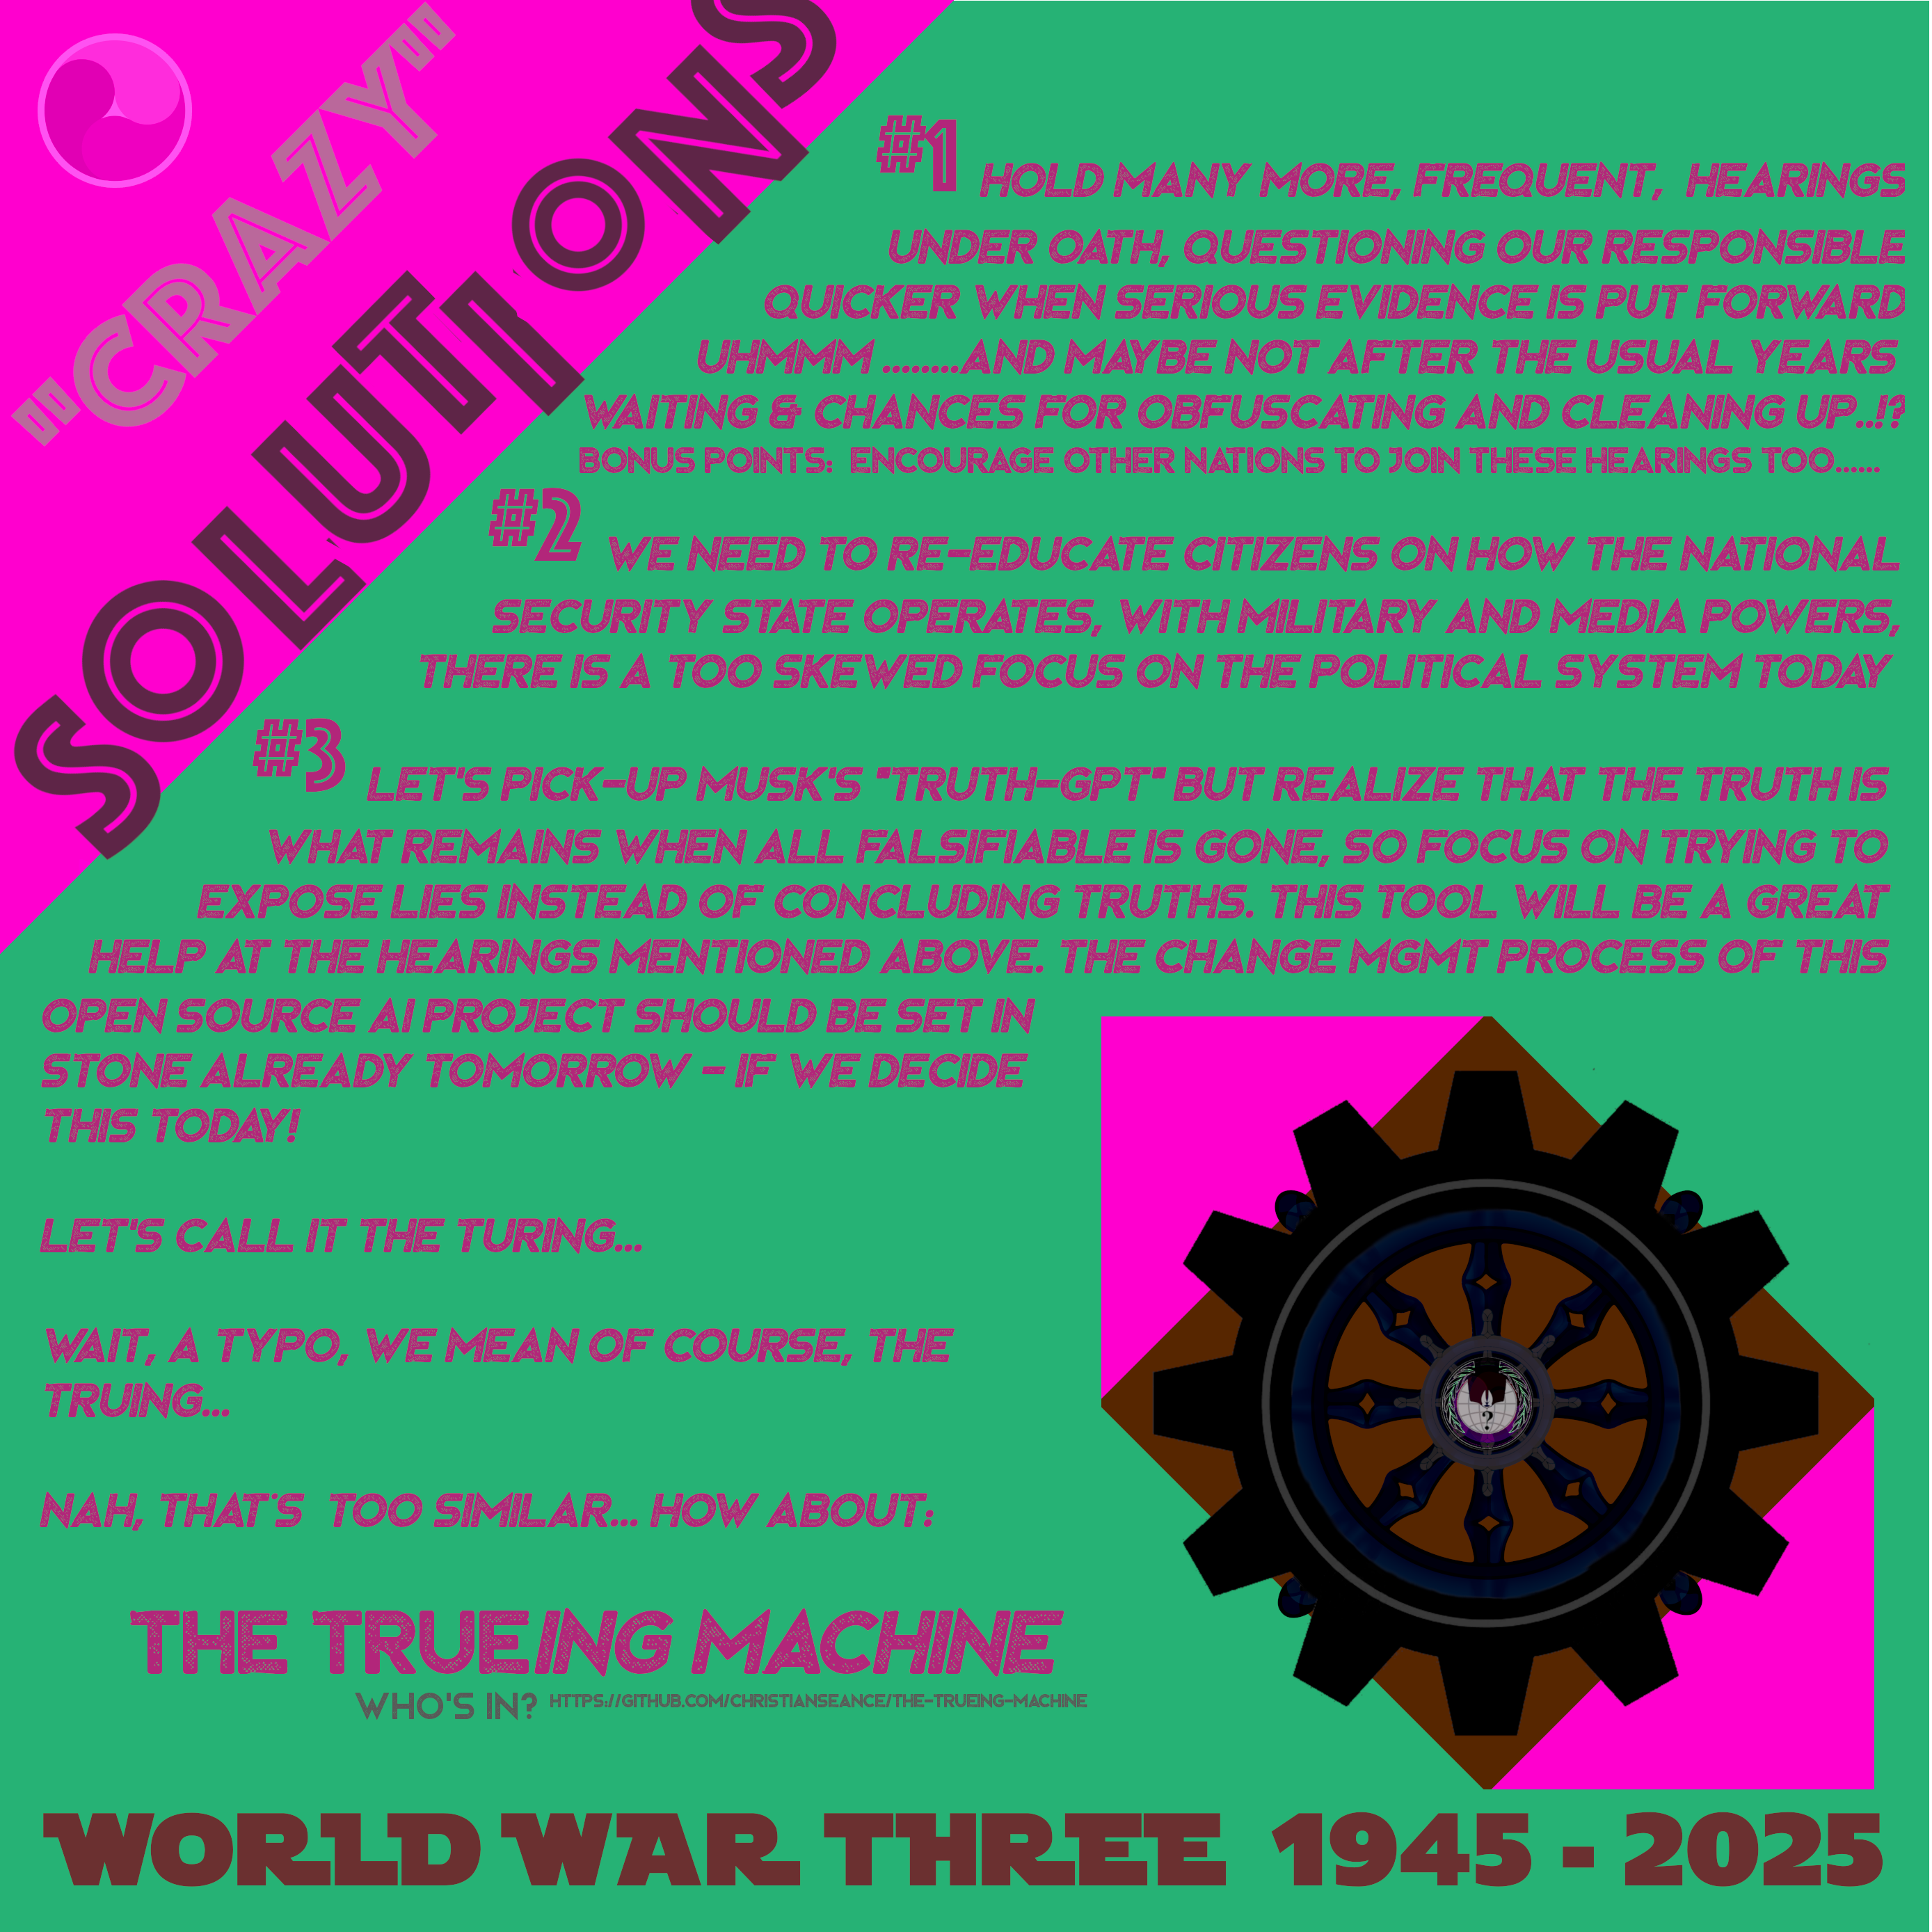 "CRAZY"
SOLUTIONS
#1 HOLD MANY MORE, FREQUENT, HEARINGS
UNDER OATH, QUESTIONING OUR RESPONSIBLE
QUICKER WHEN SERIOUS EVIDENCE IS PUT FORWARD
UHMMM ........AND MAYBE NOT AFTER THE USUAL YEARS
WAITING & CHANCES FOR OBFUSCATING AND CLEANING UP..!?
BONUS POINTS: ENCOURAGE OTHER NATIONS TO JOIN THESE HEARINGS TOO......
#2 WE NEED TO RE-EDUCATE CITIZENS ON HOW THE NATIONAL
SECURITY STATE OPERATES, WITH MILITARY AND MEDIA POWERS,
THERE IS A TOO SKEWED FOCUS ON THE POLITICAL SYSTEM TODAY
#3 LET'S PICK-UP MUSK'S "TRUTH-GPT" BUT REALIZE THAT THE TRUTH IS
WHAT REMAINS WHEN ALL FALSIFIABLE IS GONE, SO FOCUS ON TRYING TO
EXPOSE LIES INSTEAD OF CONCLUDING TRUTHS. THIS TOOL WILL BE A GREAT
HELP AT THE HEARINGS MENTIONED ABOVE. THE CHANGE MGMT PROCESS OF THIS
OPEN SOURCE AI PROJECT SHOULD BE SET IN
STONE ALREADY TOMORROW - IF WE DECIDE
THIS TODAY!
LET'S CALL IT THE TURING...
WAIT, A TYPO, WE MEAN OF COURSE, THE
TRUING...
NAH, THAT'S TOO SIMILAR... HOW ABOUT:
THE TRUEING MACHINE
WHO'S IN? HTTPS://GITHUB.COM/CHRISTIANSEANCE/THE-TRUEING-MACHINE
!
?
WORLD WAR THREE 1945 - 2025